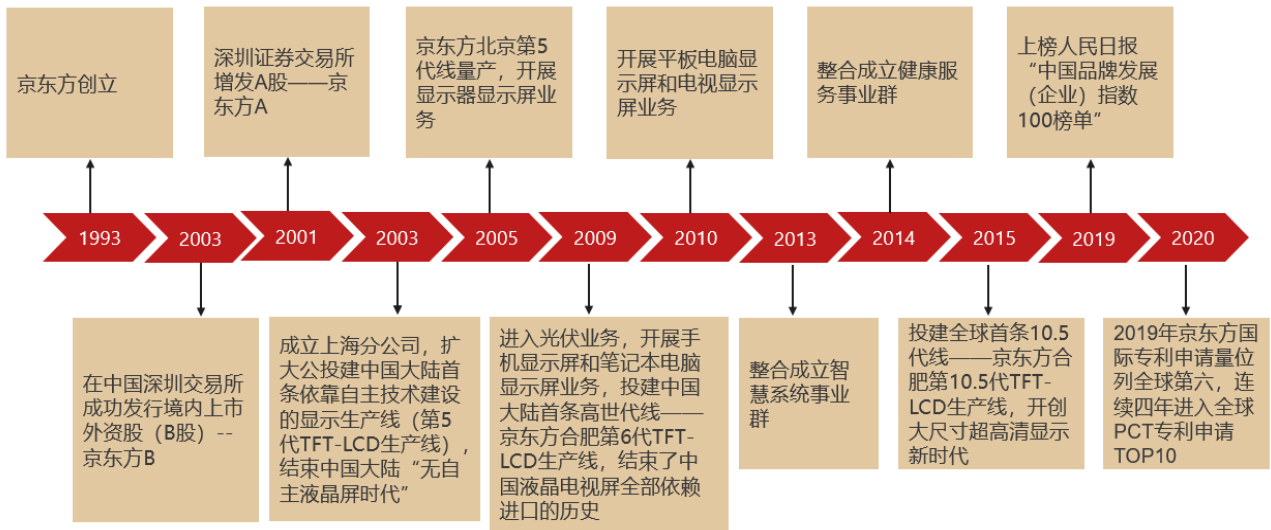 京东方创立
深圳证券交易所
增发A股——京
东方A
京东方北京第5
代线量产，开展
显示器显示屏业
务
开展平板电脑显
示屏和电视显示
屏业务
整合成立健康服
务事业群
上榜人民日报
“中国品牌发展
（企业）指数
100榜单”
1993
2003
2001
2003
2005
2009
2010
2013
2014
2015
2019
2020
在中国深圳交易所
成功发行境内上市
外资股（B股）--
京东方B
成立上海分公司，扩
大公投建中国大陆首
条依靠自主技术建设
的显示生产线（第5
代TFT-LCD生产线），
结束中国大陆“无自
主液晶屏时代”
进入光伏业务，开展手
机显示屏和笔记本电脑
显示屏业务，投建中国
大陆首条高世代线——
京东方合肥第6代TFT-
LCD生产线，结束了中
国液晶电视屏全部依赖
进口的历史
整合成立智
慧系统事业
群
投建全球首条10.5
代线——京东方合
肥第10.5代TFT-
LCD生产线，开创
大尺寸超高清显示
新时代
2019年京东方国
际专利申请量位
列全球第六，连
续四年进入全球
PCT专利申请
TOP10